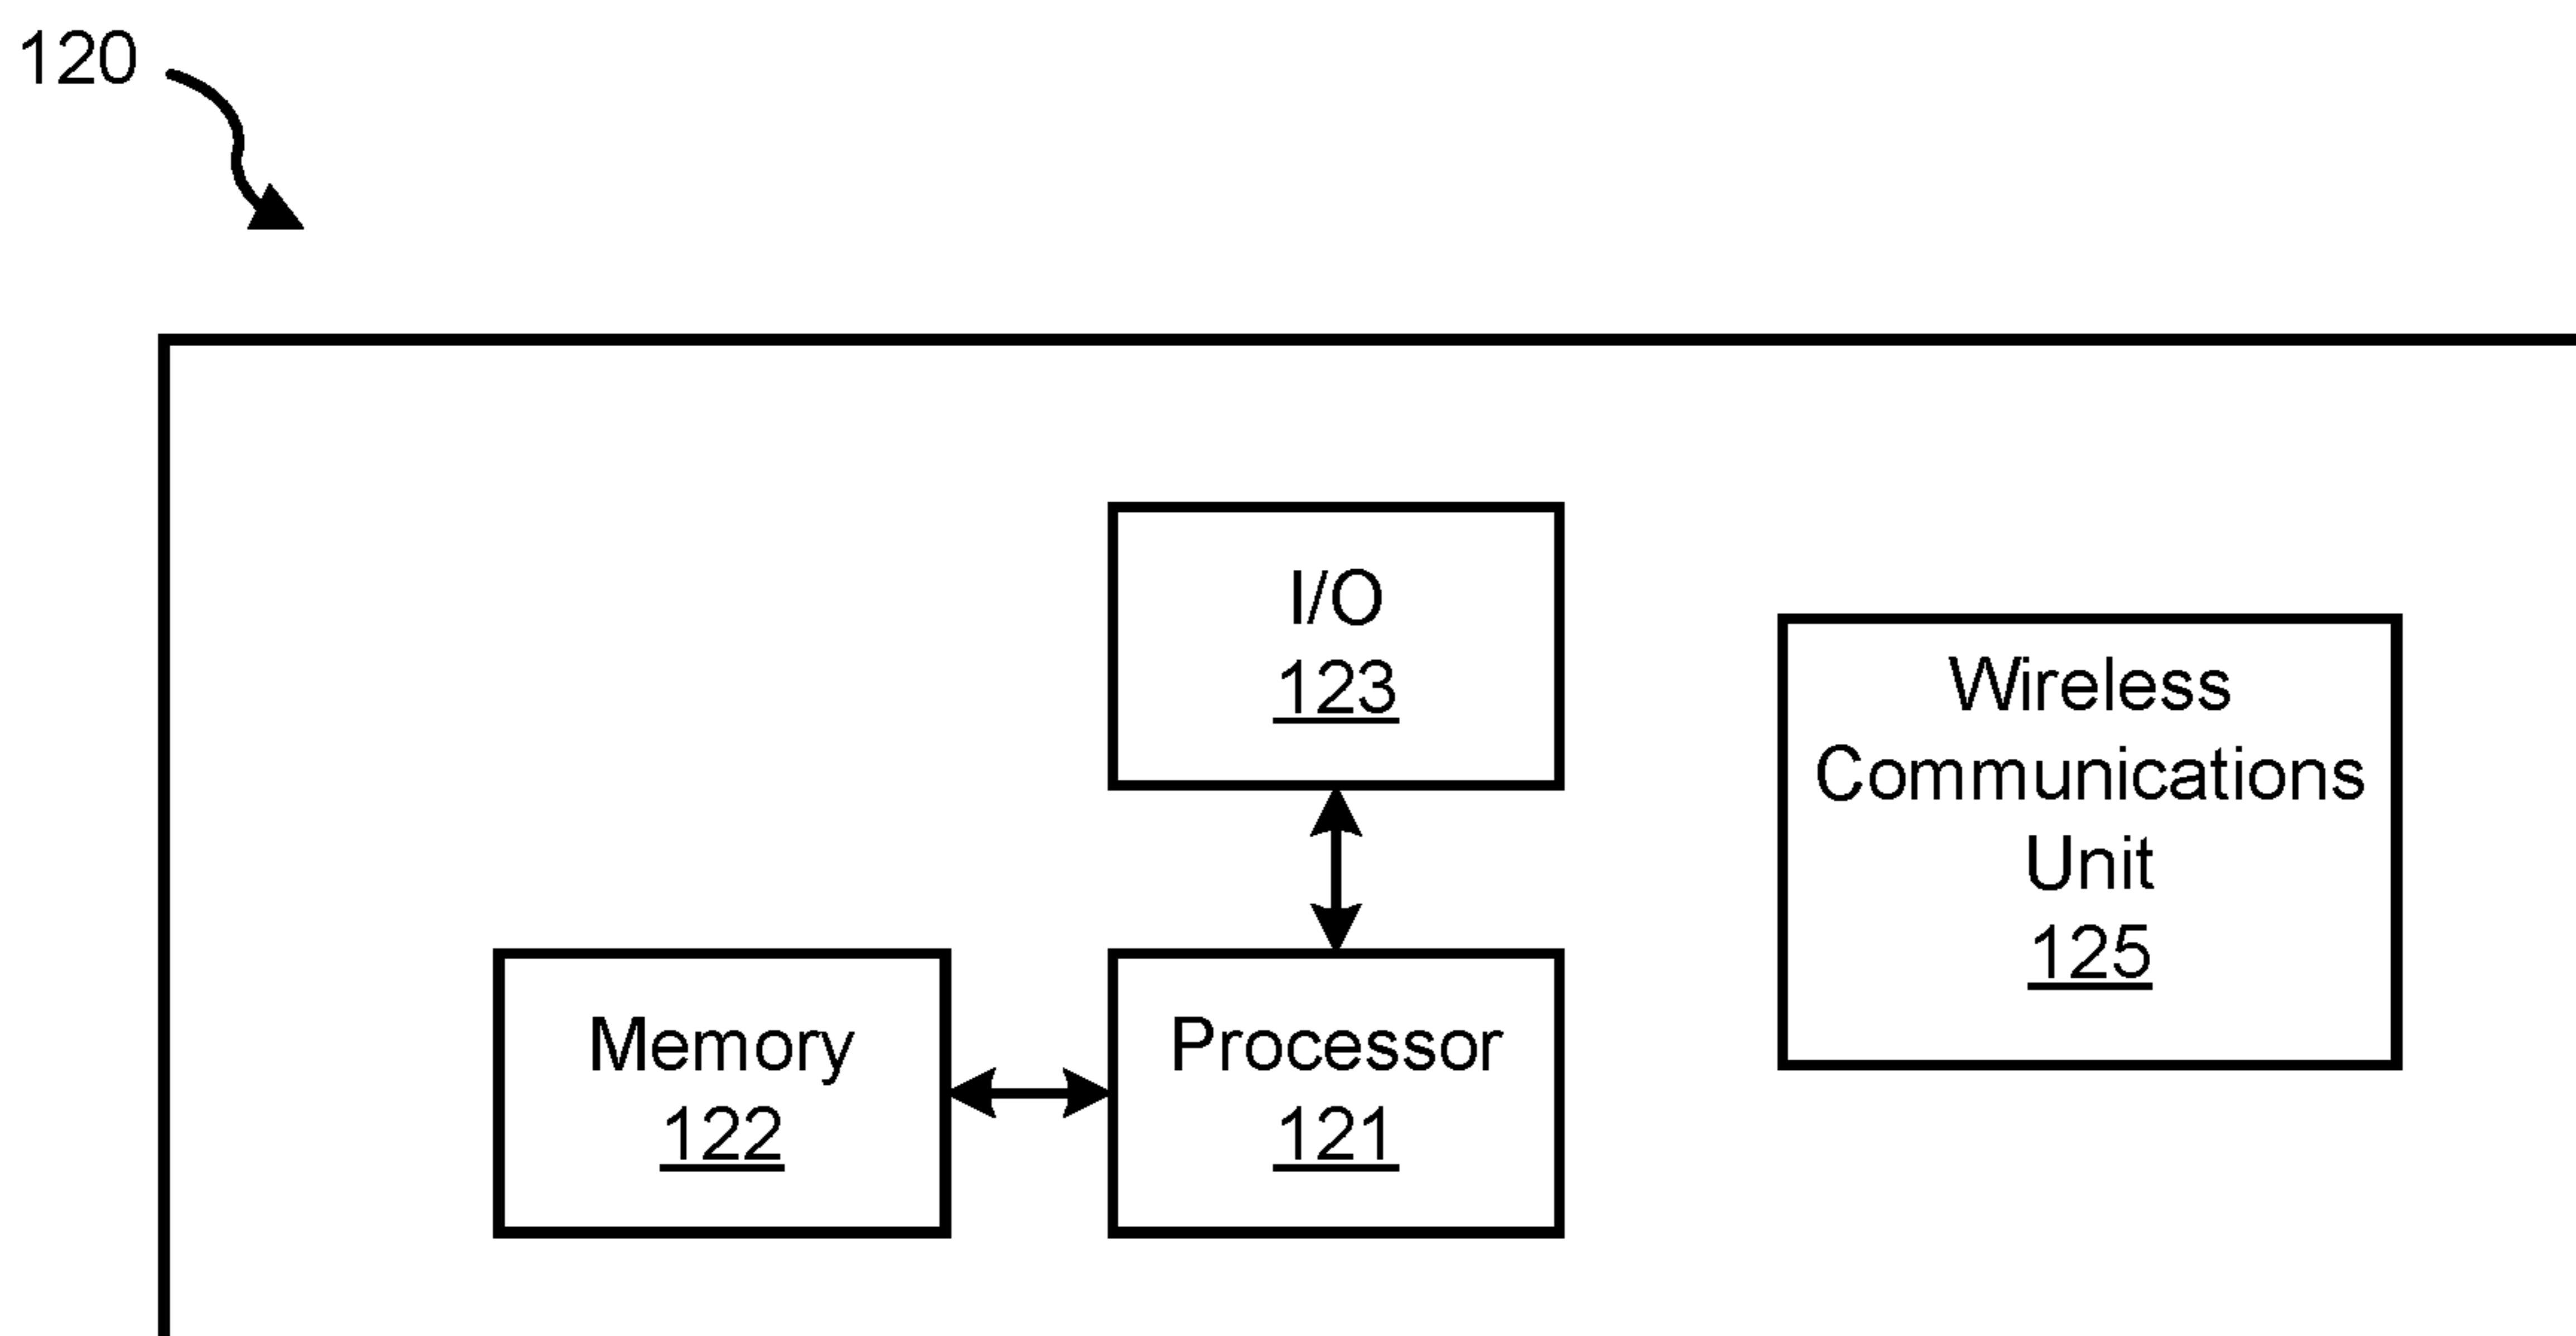 120
I/O
123
Wireless
Communications
Unit
125
Memory
122
Processor
121